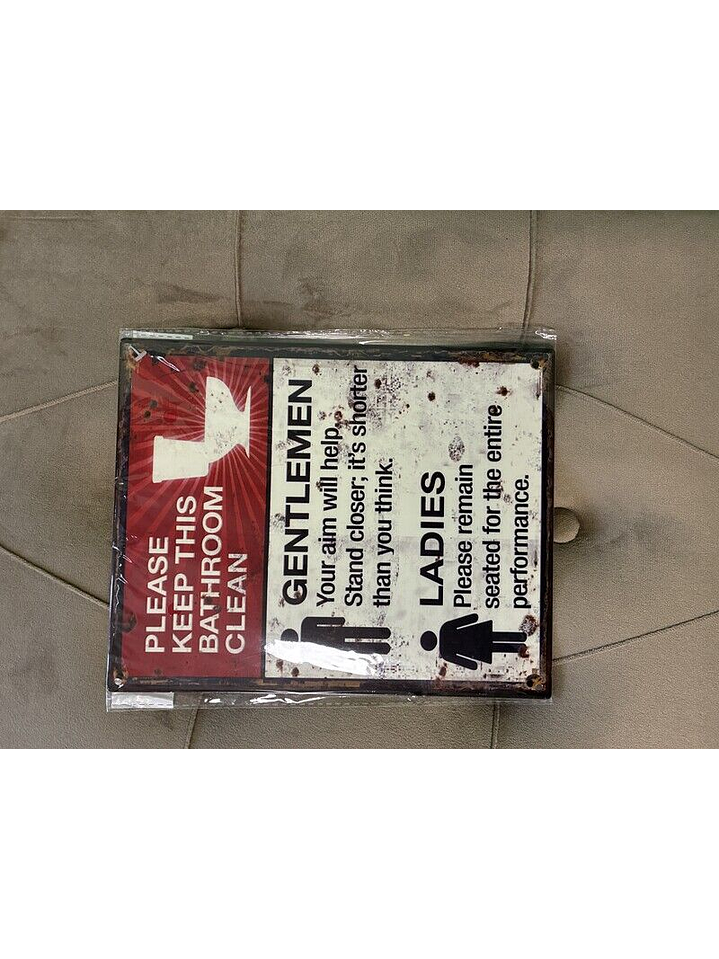 PLEASE
KEEP THIS
BATHROOM
CLEAN
GENTLEMEN
Your aim will help.
Stand closer; it's shorter
than you think.
LADIES
Please remain
seated for the entire
performance.